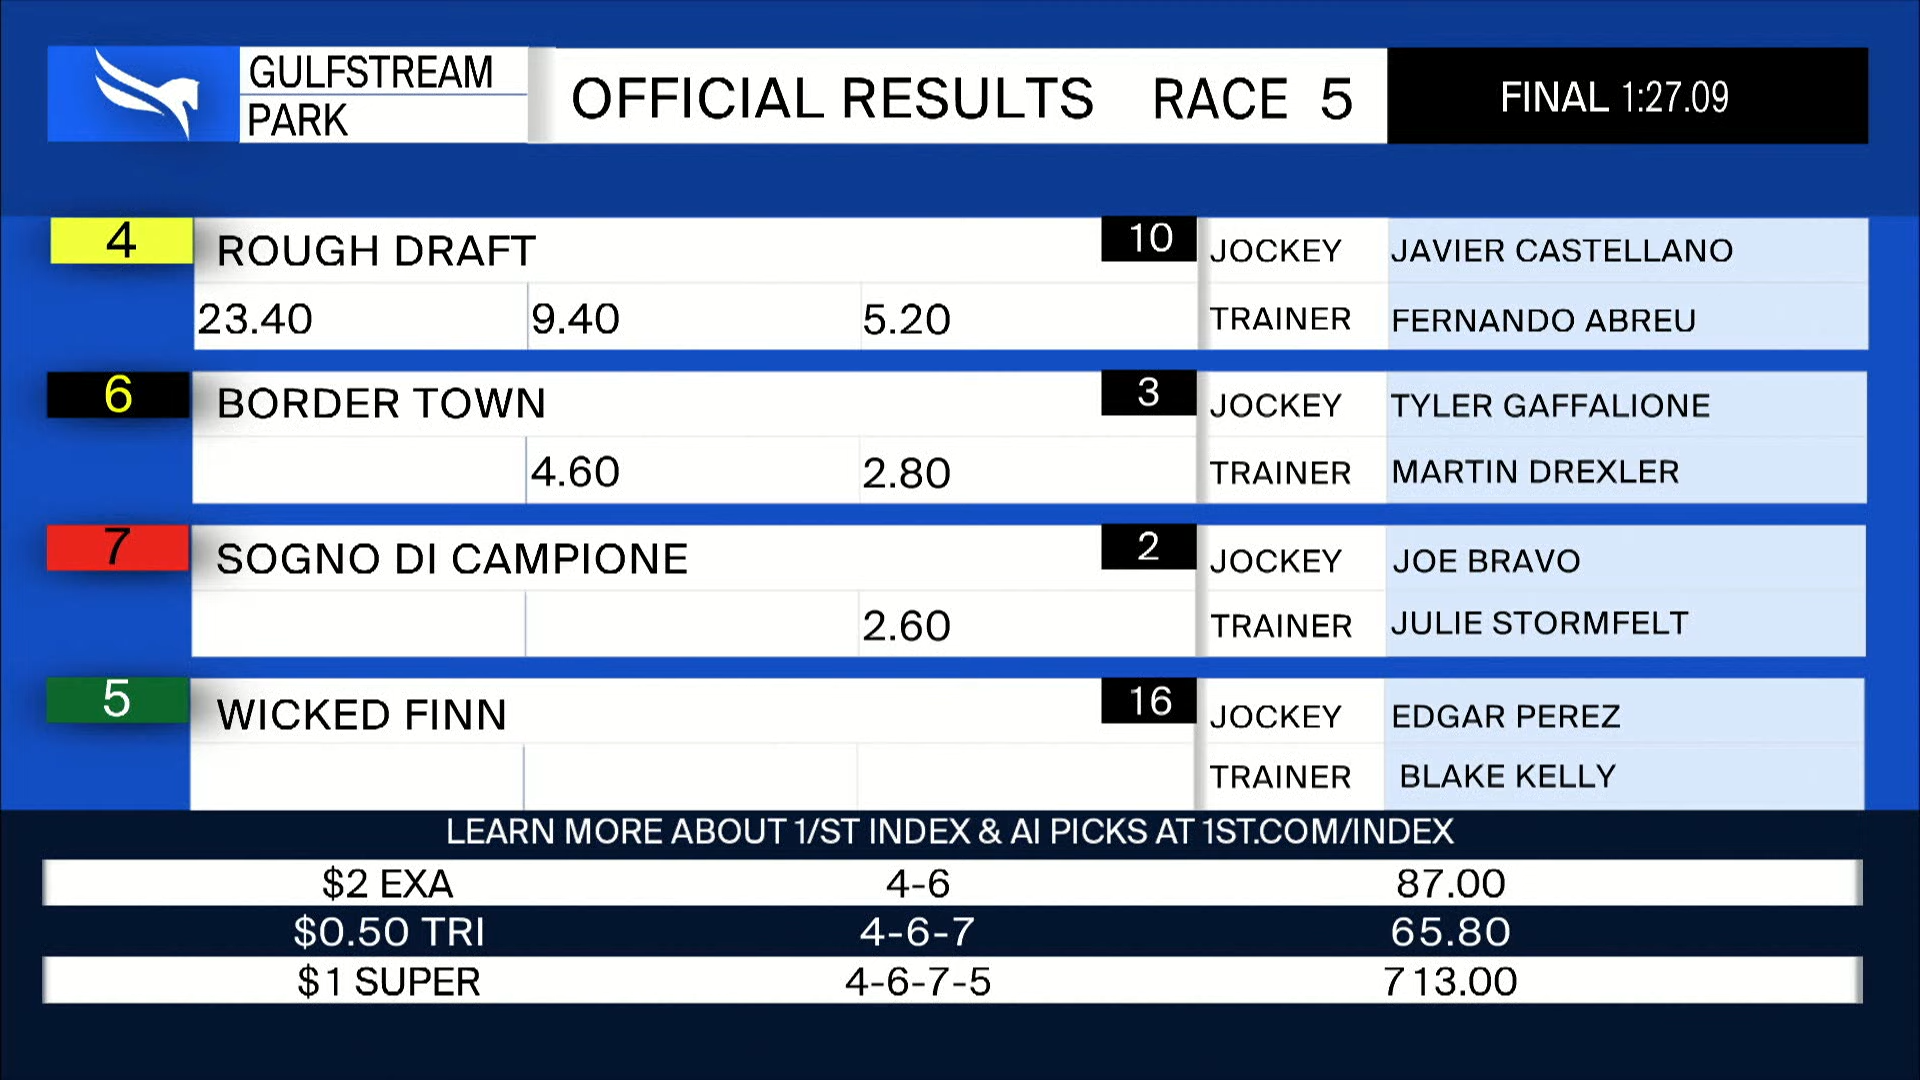 GULFSTREAM
PARK
OFFICIAL RESULTS RACE 5
FINAL 1:27.09
4 ROUGH DRAFT 10 JOCKEY JAVIER CASTELLANO
23.40 9.40 5.20 TRAINER FERNANDO ABREU
6 BORDER TOWN 3 JOCKEY TYLER GAFFALIONE
4.60 2.80 TRAINER MARTIN DREXLER
7 SOGNO DI CAMPIONE 2 JOCKEY JOE BRAVO
2.60 TRAINER JULIE STORMFELT
5 WICKED FINN 16 JOCKEY EDGAR PEREZ
TRAINER BLAKE KELLY
LEARN MORE ABOUT 1/ST INDEX & AI PICKS AT 1ST.COM/INDEX
$2 EXA 4-6 87.00
$0.50 TRI 4-6-7 65.80
$1 SUPER 4-6-7-5 713.00